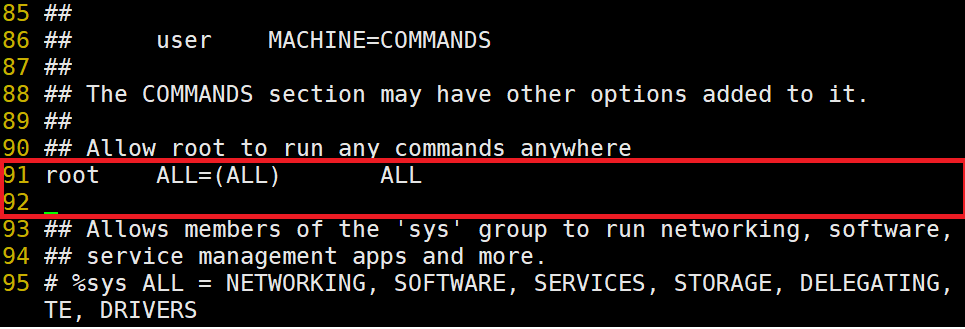 85 ##
86 ##      user    MACHINE=COMMANDS
87 ##
88 ## The COMMANDS section may have other options added to it.
89 ##
90 ## Allow root to run any commands anywhere
91 root    ALL=(ALL)       ALL
92
93 ## Allows members of the 'sys' group to run networking, software,
94 ## service management apps and more.
95 # %sys ALL = NETWORKING, SOFTWARE, SERVICES, STORAGE, DELEGATING,
TE, DRIVERS